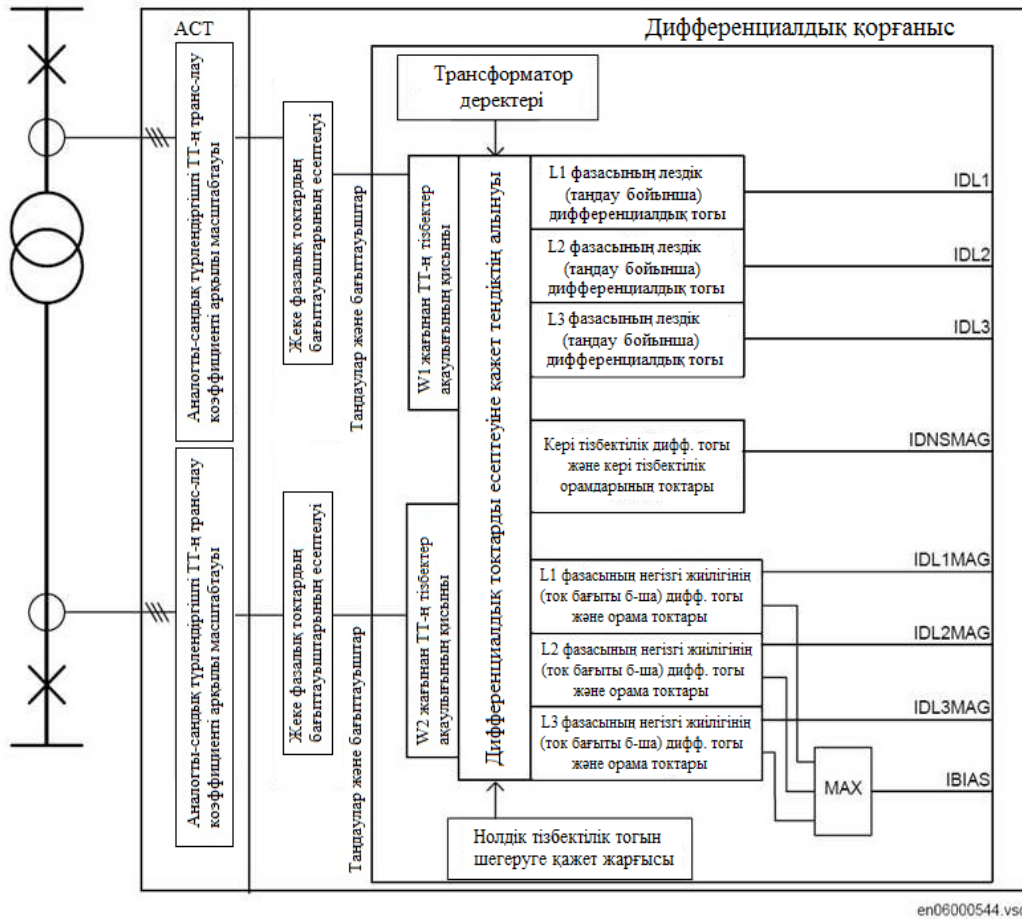 АСТ
Дифференциалдық қорғаныс
Трансформатор
деректері
Аналогты-сандық түрлендіргішті ТТ-ң транс-лау
коэффициенті арқылы масштабтауы
Жеке фазалық токтардың
бағыттауыштарының есептелуі
Таңдаулар және бағыттауыштар
W1 жағынан ТТ-ң тізбектер
ақаулығының қисыны
Дифференциалдық токтарды есептеуіне қажет теңдіктің алынуы
L1 фазасының лездік
(таңдау бойынша)
дифференциалдық тогы
IDL1
L2 фазасының лездік
(таңдау бойынша)
дифференциалдық тогы
IDL2
L3 фазасының лездік
(таңдау бойынша)
дифференциалдық тогы
IDL3
Кері тізбектілік дифф. тогы
және кері тізбектілік
орамдарының токтары
IDNSMAG
Аналогты-сандық түрлендіргішті ТТ-ң транс-лау
коэффициенті арқылы масштабтауы
Жеке фазалық токтардың
бағыттауыштарының есептелуі
Таңдаулар және бағыттауыштар
W2 жағынан ТТ-ң тізбектер
ақаулығының қисыны
L1 фазасының негізгі жиілігінің
(ток бағыты б-ша) дифф. тогы
және орама токтары
IDL1MAG
L2 фазасының негізгі жиілігінің
(ток бағыты б-ша) дифф. тогы
және орама токтары
IDL2MAG
L3 фазасының негізгі жиілігінің
(ток бағыты б-ша) дифф. тогы
және орама токтары
IDL3MAG
MAX
IBIAS
Нолдік тізбектілік тогын
шегеруге қажет жарғысы
en06000544.vsd